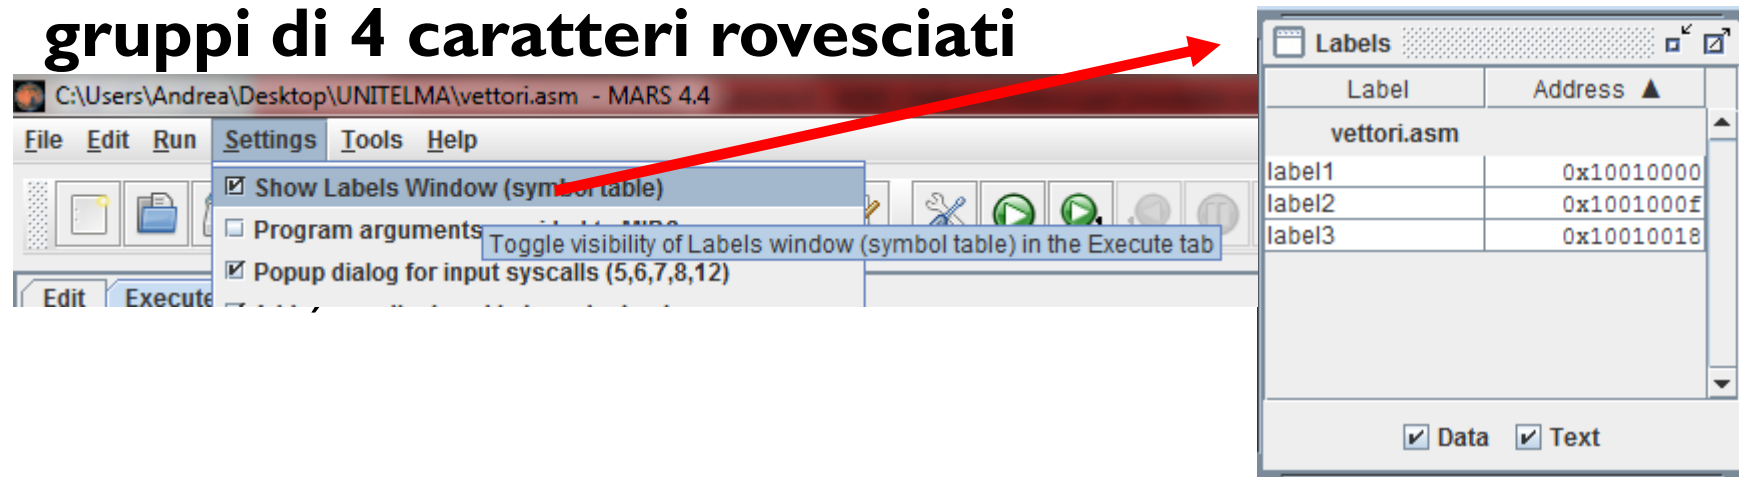 gruppi di 4 caratteri rovesciati
C:\Users\Andrea\Desktop\UNITELMA\vettori.asm - MARS 4.4
File Edit Run Settings Tools Help
Show Labels Window (symbol table)
Program arguments
Toggle visibility of Labels window (symbol table) in the Execute tab
Popup dialog for input syscalls (5,6,7,8,12)
Edit Execute
Labels
Label Address
vettori.asm
label1 0x10010000
label2 0x1001000f
label3 0x10010018
Data Text